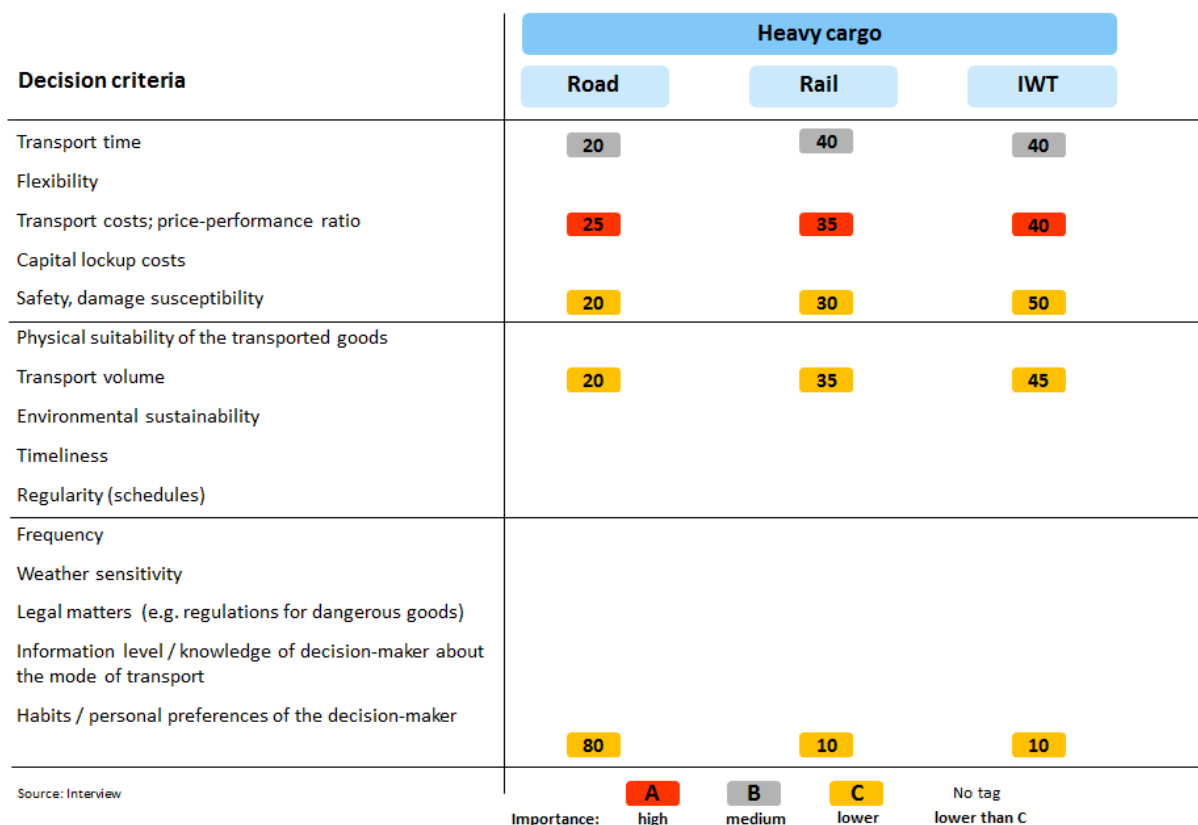 Heavy cargo
Decision criteria
Road Rail IWT
Transport time 20 40 40
Flexibility
Transport costs; price-performance ratio 25 35 40
Capital lockup costs
Safety, damage susceptibility 20 30 50
Physical suitability of the transported goods
Transport volume 20 35 45
Environmental sustainability
Timeliness
Regularity (schedules)
Frequency
Weather sensitivity
Legal matters (e.g. regulations for dangerous goods)
Information level / knowledge of decision-maker about
the mode of transport
Habits / personal preferences of the decision-maker
80 10 10
Source: Interview
A B C No tag
Importance: high medium lower lower than C